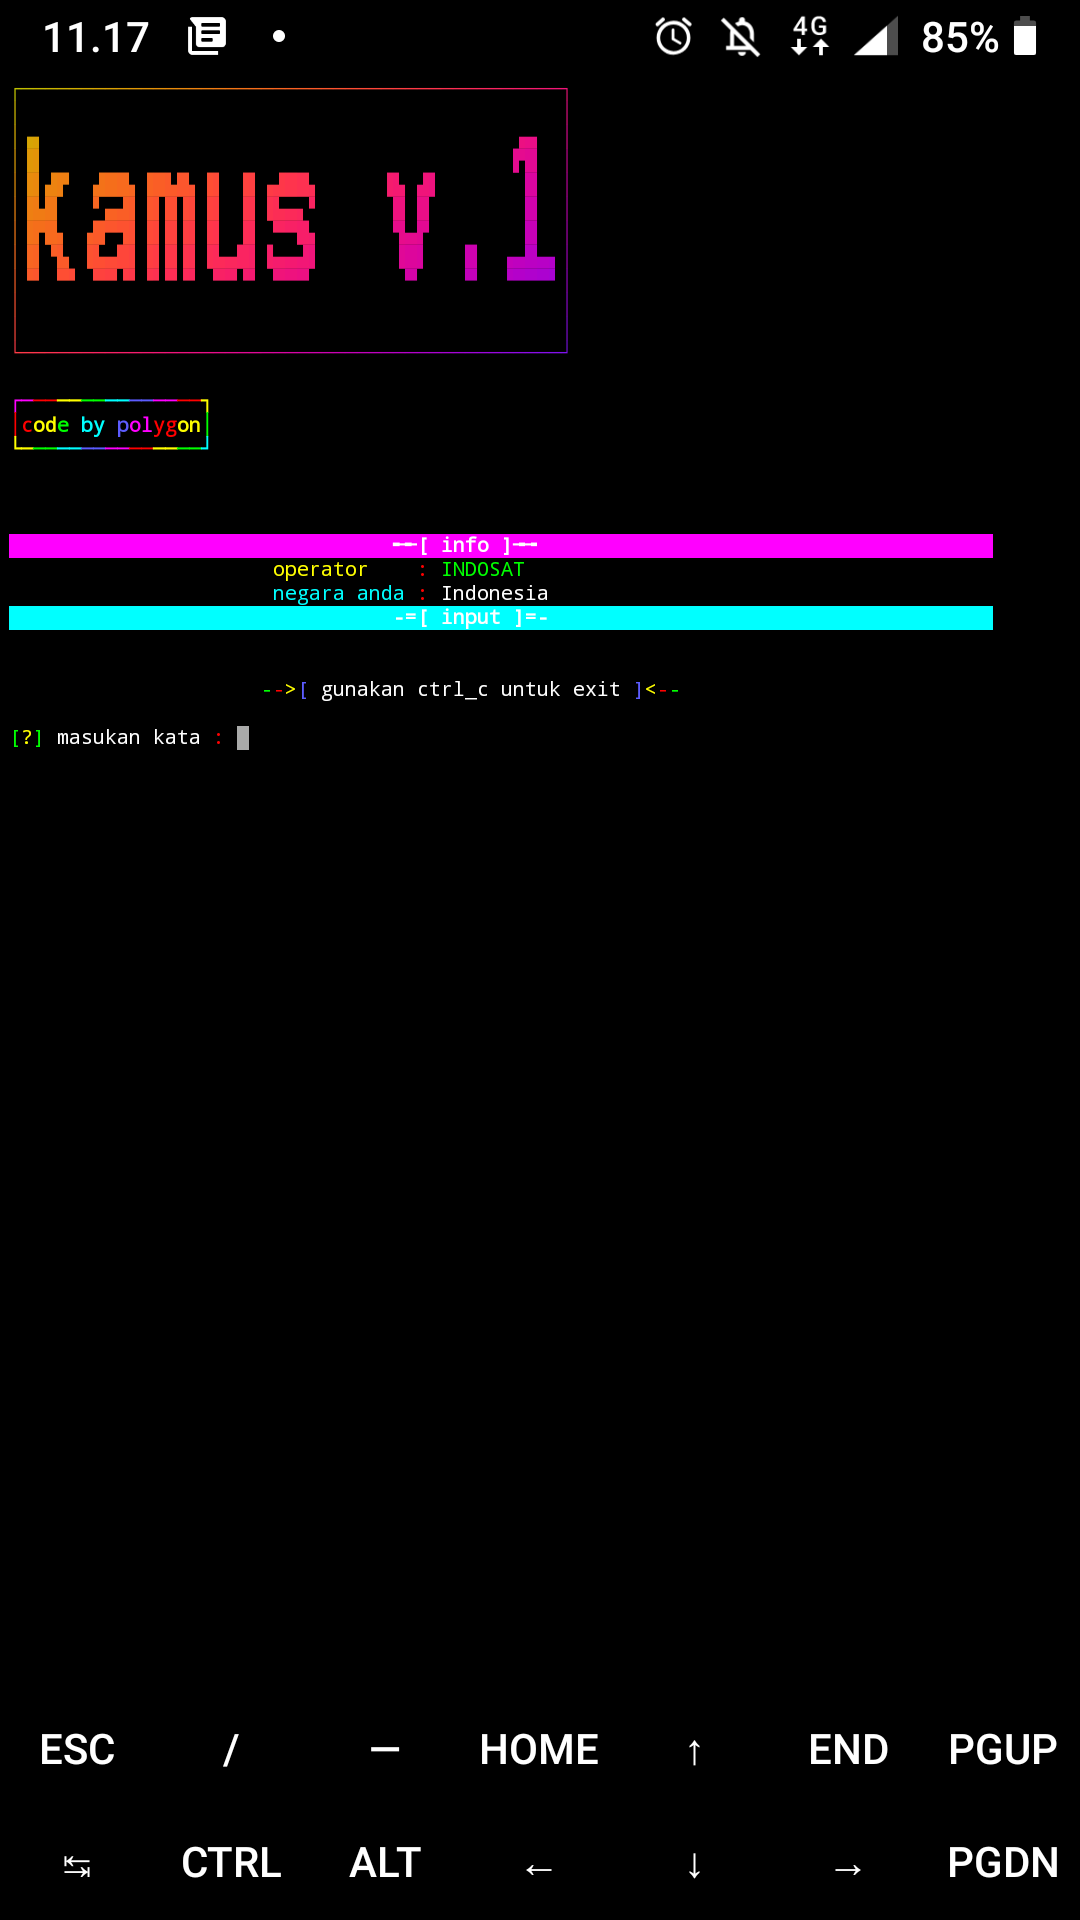 11.17 4G 85%
kamus v.1
code by polygon
--[ info ]--
operator : INDOSAT
negara anda : Indonesia
-=[ input ]=-
-->[ gunakan ctrl_c untuk exit ]<--
[?] masukan kata :
ESC / — HOME ↑ END PGUP
↹ CTRL ALT ← ↓ → PGDN